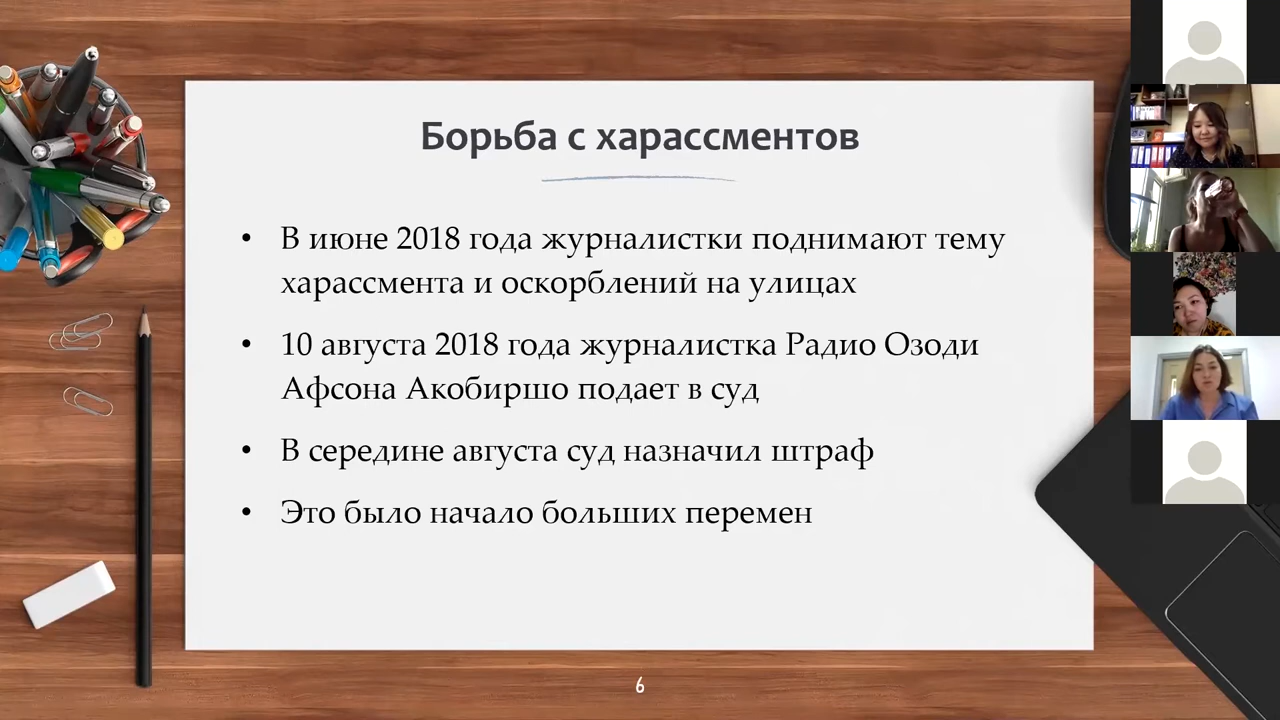 Борьба с харассментов
• В июне 2018 года журналистки поднимают тему
харассмента и оскорблений на улицах
• 10 августа 2018 года журналистка Радио Озоди
Афсона Акобиршо подает в суд
• В середине августа суд назначил штраф
• Это было начало больших перемен
6